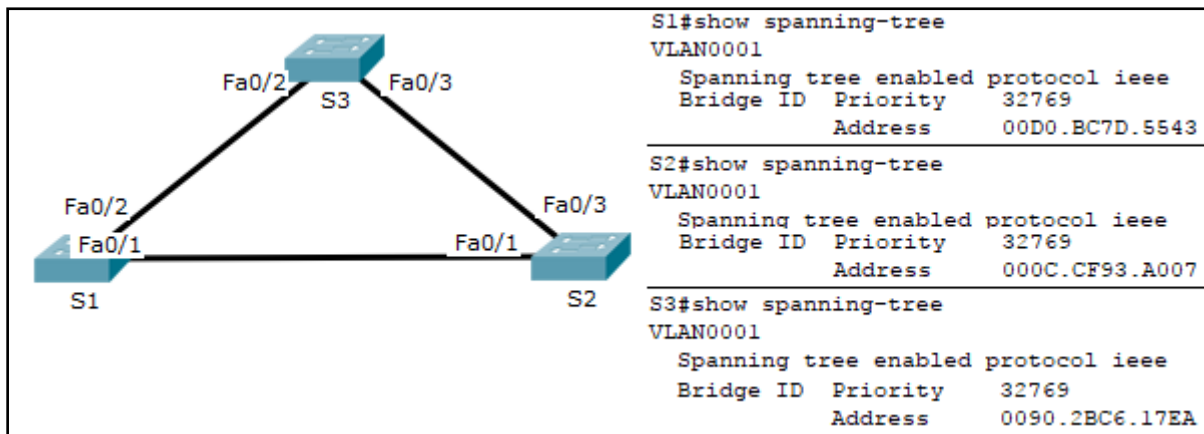 Fa0/2
Fa0/3
S3
Fa0/2
Fa0/1
S1
Fa0/3
Fa0/1
S2
S1#show spanning-tree
VLAN0001
Spanning tree enabled protocol ieee
Bridge ID Priority 32769
Address 00D0.BC7D.5543
S2#show spanning-tree
VLAN0001
Spanning tree enabled protocol ieee
Bridge ID Priority 32769
Address 000C.CF93.A007
S3#show spanning-tree
VLAN0001
Spanning tree enabled protocol ieee
Bridge ID Priority 32769
Address 0090.2BC6.17EA